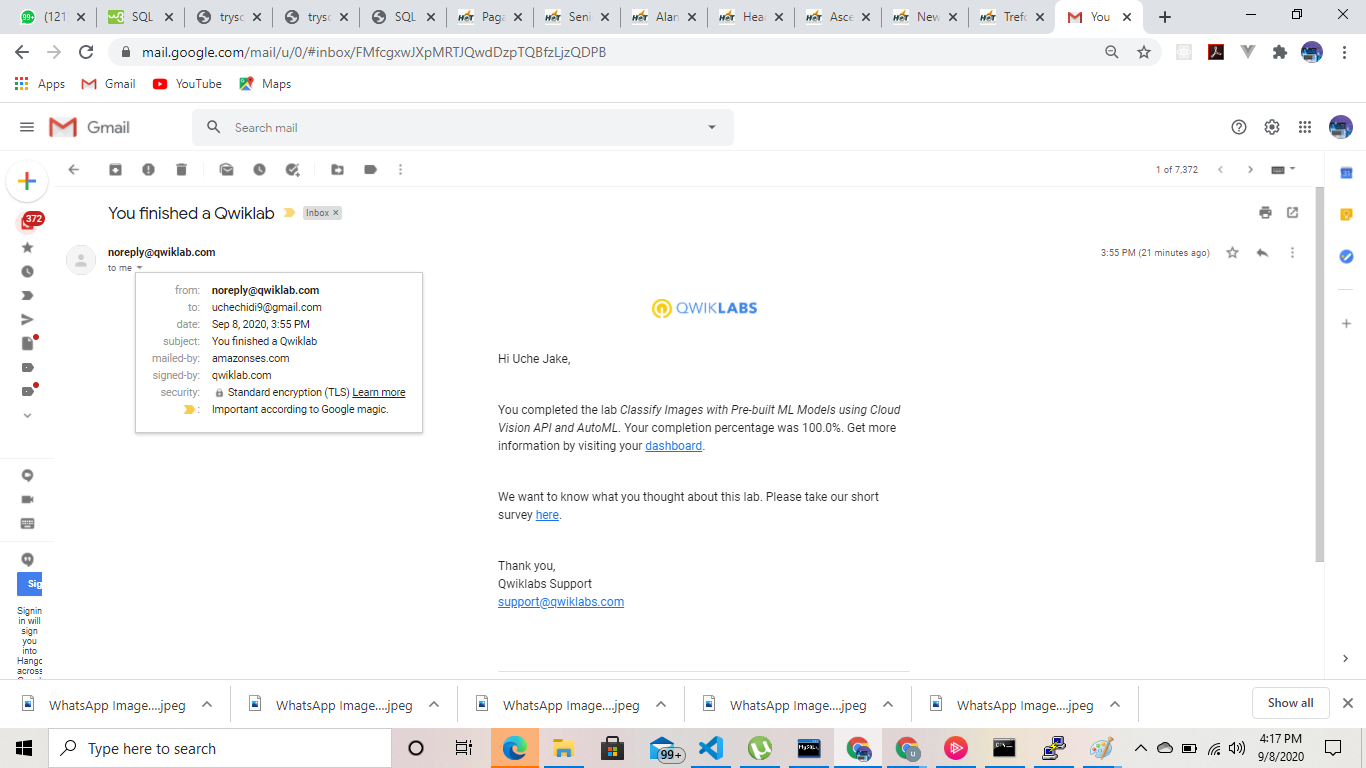 (121
SQL
trysc
trysc
SQL
Paga
Seni
Alan
Head
Asce
New
Trefo
You
mail.google.com/mail/u/0/#inbox/FMfcgxwJXpMRTJQwdDzpTQBfzLjzQDPB
Apps Gmail YouTube Maps
Gmail
Search mail
1 of 7,372
372
You finished a Qwiklab
Inbox ×
noreply@qwiklab.com
3:55 PM (21 minutes ago)
to me
from: noreply@qwiklab.com
to: uchechidi9@gmail.com
date: Sep 8, 2020, 3:55 PM
subject: You finished a Qwiklab
mailed-by: amazonses.com
signed-by: qwiklab.com
security: Standard encryption (TLS) Learn more
: Important according to Google magic.
QWIKLABS
Hi Uche Jake,
You completed the lab Classify Images with Pre-built ML Models using Cloud
Vision API and AutoML. Your completion percentage was 100.0%. Get more
information by visiting your dashboard.
We want to know what you thought about this lab. Please take our short
survey here.
Thank you,
Qwiklabs Support
support@qwiklabs.com
Sig
Signin
in will
sign
you
into
Hango
across
WhatsApp Image....jpeg
WhatsApp Image....jpeg
WhatsApp Image....jpeg
WhatsApp Image....jpeg
WhatsApp Image....jpeg
Show all
Type here to search
99+
4:17 PM
9/8/2020